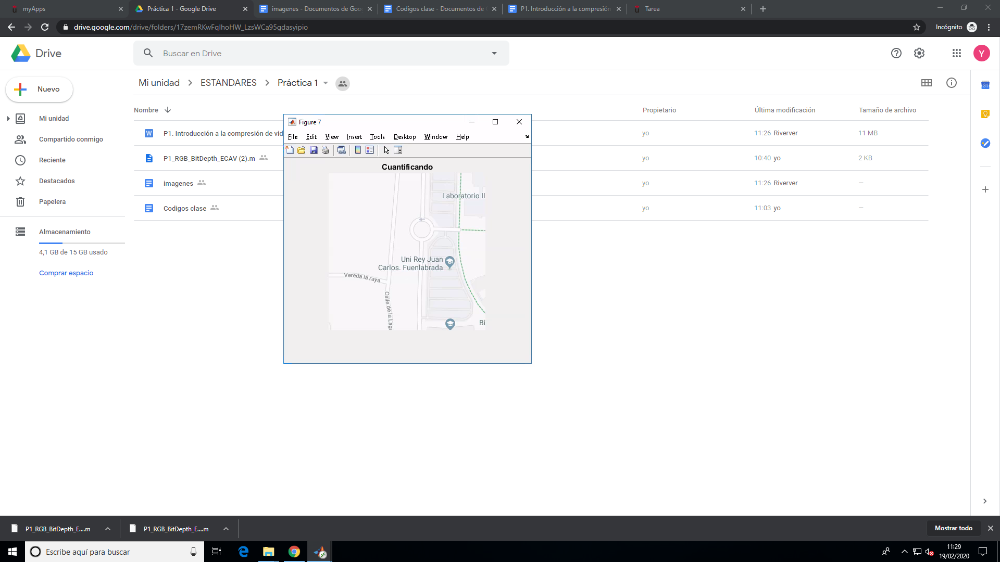 myApps
Práctica 1 - Google Drive
imagenes - Documentos de Goo
Codigos clase - Documentos de
P1. Introducción a la compresión
Tarea
drive.google.com/drive/folders/17zemRKwFqIhoHW_LzsWCa95gdasyipio
Incógnito
Drive
Buscar en Drive
Y
Nuevo
Mi unidad
ESTANDARES
Práctica 1
Nombre
Propietario
Última modificación
Tamaño de archivo
P1. Introducción a la compresión de vid
yo
11:26 Riverver
11 MB
P1_RGB_BitDepth_ECAV (2).m
yo
10:40 yo
2 KB
imagenes
yo
11:26 Riverver
—
Codigos clase
yo
11:03 yo
—
Mi unidad
Compartido conmigo
Reciente
Destacados
Papelera
Almacenamiento
4,1 GB de 15 GB usado
Comprar espacio
31
Figure 7
File Edit View Insert Tools Desktop Window Help
Cuantificando
Laboratorio II
Uni Rey Juan
Carlos. Fuenlabrada
Vereda la raya
Calle de la Lagu
Bi
P1_RGB_BitDepth_E....m
P1_RGB_BitDepth_E....m
Mostrar todo
Escribe aquí para buscar
11:29
19/02/2020